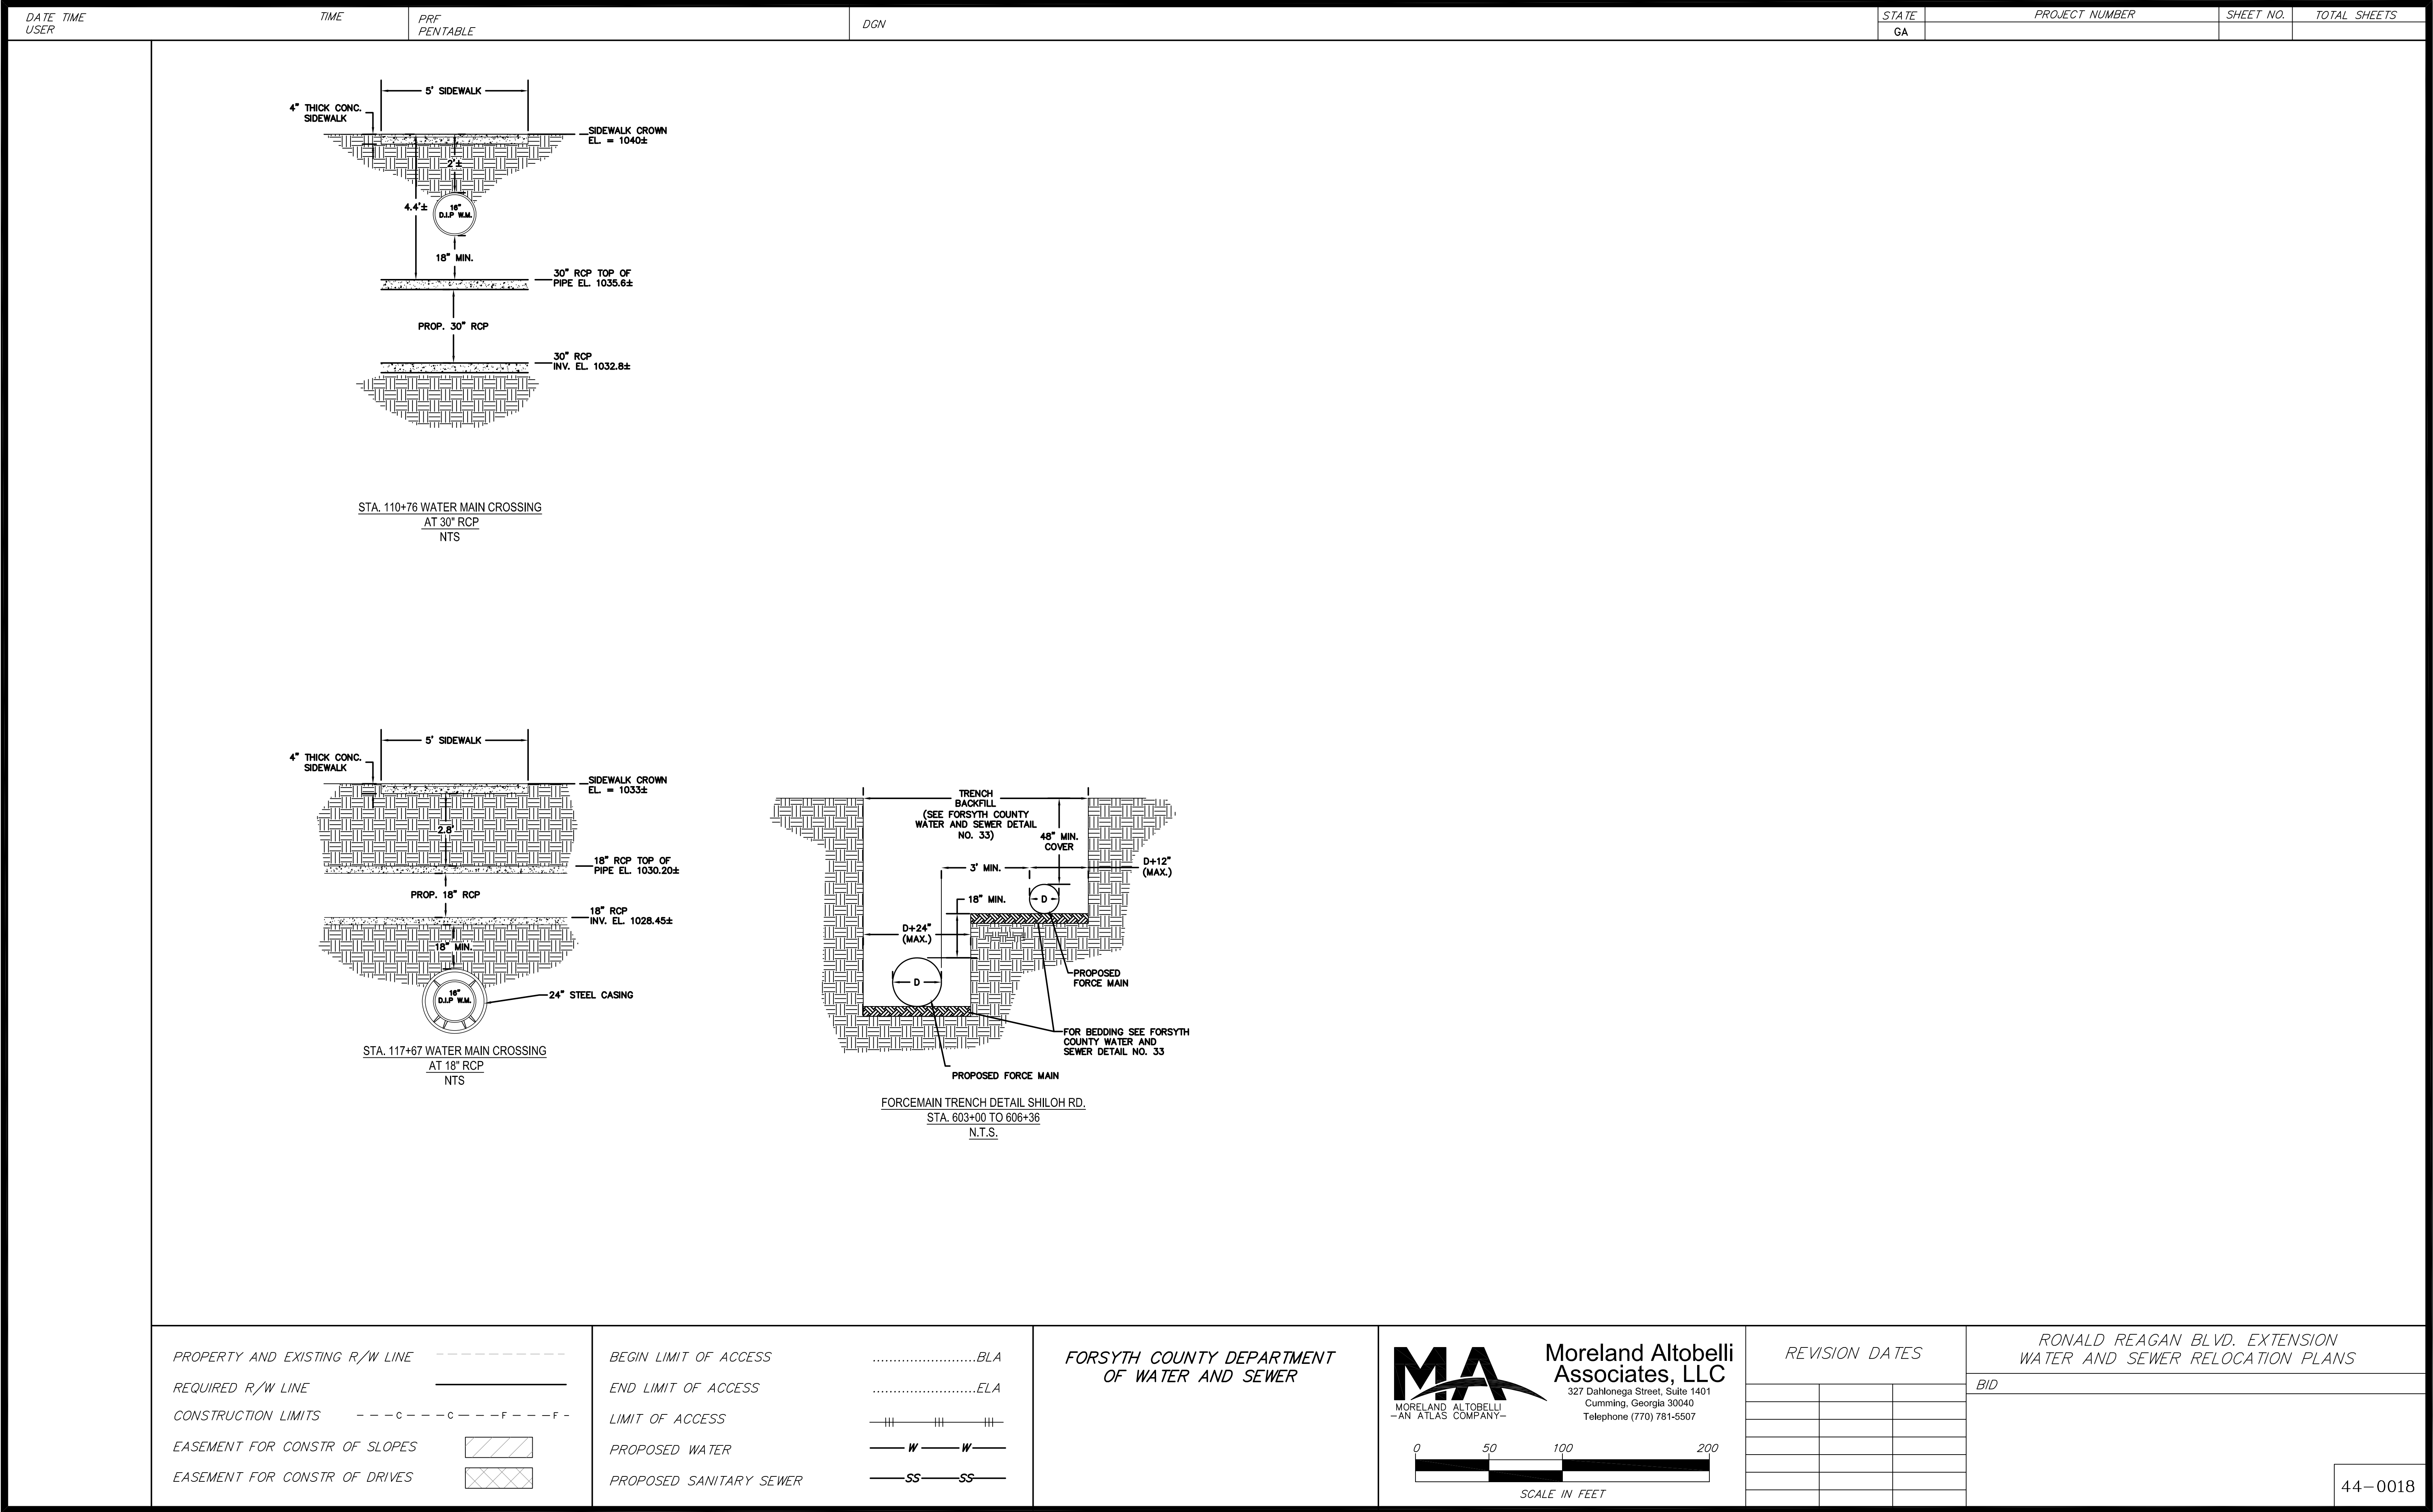 DATE TIME
USER
TIME
PRF
PENTABLE
DGN
STATE
GA
PROJECT NUMBER
SHEET NO.
TOTAL SHEETS
5' SIDEWALK
4" THICK CONC.
SIDEWALK
SIDEWALK CROWN
EL. = 1040±
2'±
4.4'±
16"
D.I.P W.M.
18" MIN.
30" RCP TOP OF
PIPE EL. 1035.6±
PROP. 30" RCP
30" RCP
INV. EL. 1032.8±
STA. 110+76 WATER MAIN CROSSING
AT 30" RCP
NTS
5' SIDEWALK
4" THICK CONC.
SIDEWALK
SIDEWALK CROWN
EL. = 1033±
2.8'
18" RCP TOP OF
PIPE EL. 1030.20±
PROP. 18" RCP
18" RCP
INV. EL. 1028.45±
18" MIN.
16"
D.I.P W.M.
24" STEEL CASING
STA. 117+67 WATER MAIN CROSSING
AT 18" RCP
NTS
TRENCH
BACKFILL
(SEE FORSYTH COUNTY
WATER AND SEWER DETAIL
NO. 33)
48" MIN.
COVER
3' MIN.
D+12"
(MAX.)
18" MIN.
D
D+24"
(MAX.)
D
PROPOSED
FORCE MAIN
FOR BEDDING SEE FORSYTH
COUNTY WATER AND
SEWER DETAIL NO. 33
PROPOSED FORCE MAIN
FORCEMAIN TRENCH DETAIL SHILOH RD.
STA. 603+00 TO 606+36
N.T.S.
PROPERTY AND EXISTING R/W LINE
REQUIRED R/W LINE
CONSTRUCTION LIMITS
C C F F
EASEMENT FOR CONSTR OF SLOPES
EASEMENT FOR CONSTR OF DRIVES
BEGIN LIMIT OF ACCESS .........................BLA
END LIMIT OF ACCESS .........................ELA
LIMIT OF ACCESS
PROPOSED WATER
W W
PROPOSED SANITARY SEWER
SS SS
FORSYTH COUNTY DEPARTMENT
OF WATER AND SEWER
MA
MORELAND ALTOBELLI
—AN ATLAS COMPANY—
Moreland Altobelli
Associates, LLC
327 Dahlonega Street, Suite 1401
Cumming, Georgia 30040
Telephone (770) 781-5507
0 50 100 200
SCALE IN FEET
REVISION DATES
RONALD REAGAN BLVD. EXTENSION
WATER AND SEWER RELOCATION PLANS
BID
44-0018